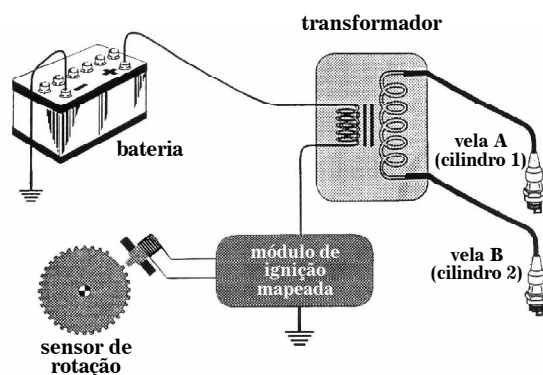 transformador
bateria
vela A
(cilindro 1)
vela B
(cilindro 2)
módulo de
ignição
mapeada
sensor de
rotação